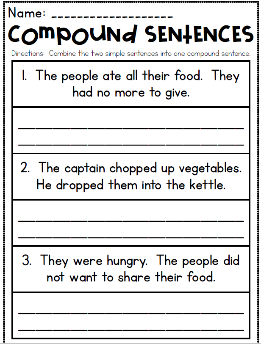 Name: ___________________
Compound Sentences
Directions: Combine the two simple sentences into one compound sentence.
1. The people ate all their food. They
had no more to give.
2. The captain chopped up vegetables.
He dropped them into the kettle.
3. They were hungry. The people did
not want to share their food.